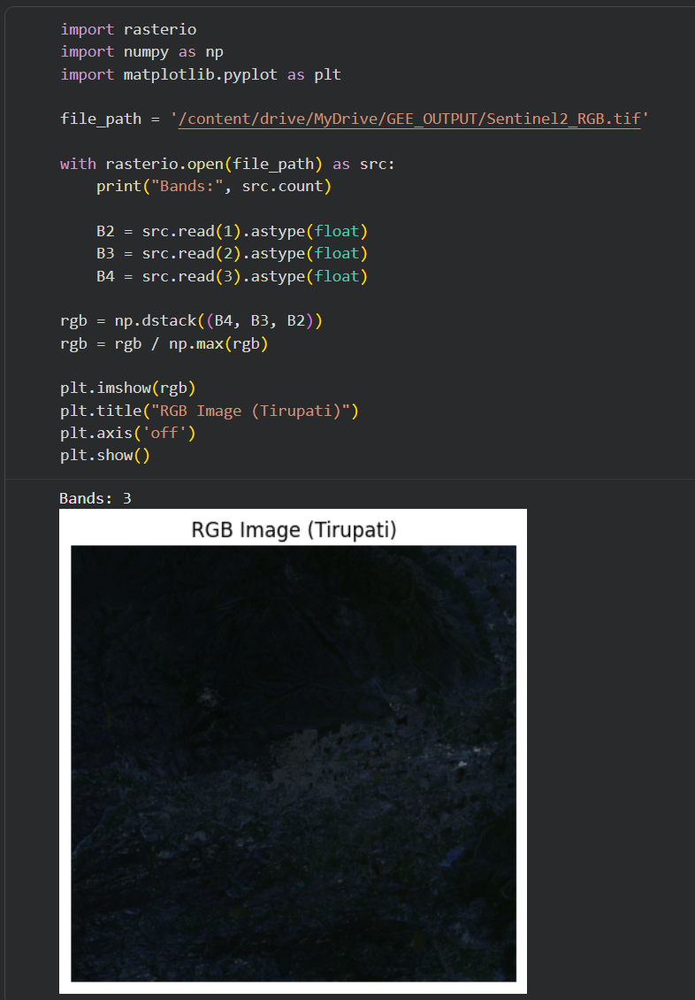 import rasterio
import numpy as np
import matplotlib.pyplot as plt
file_path = '/content/drive/MyDrive/GEE_OUTPUT/Sentinel2_RGB.tif'
with rasterio.open(file_path) as src:
    print("Bands:", src.count)
    B2 = src.read(1).astype(float)
    B3 = src.read(2).astype(float)
    B4 = src.read(3).astype(float)
rgb = np.dstack((B4, B3, B2))
rgb = rgb / np.max(rgb)
plt.imshow(rgb)
plt.title("RGB Image (Tirupati)")
plt.axis('off')
plt.show()
Bands: 3
RGB Image (Tirupati)